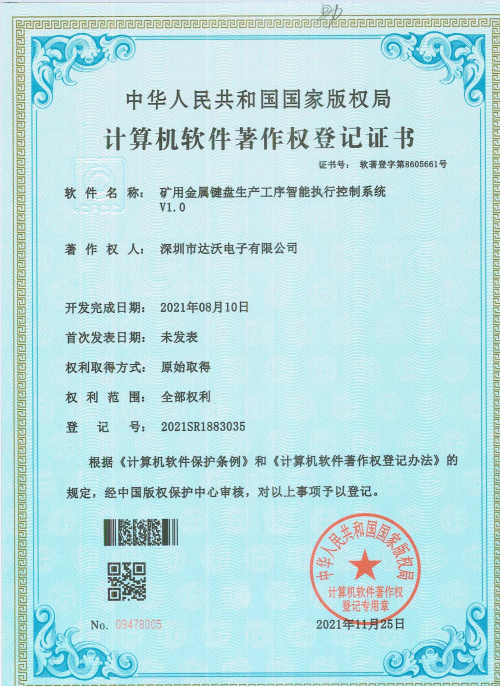 中华人民共和国国家版权局
计算机软件著作权登记证书
证书号： 软著登字第8605661号
软件名称： 矿用金属键盘生产工序智能执行控制系统
V1.0
著作权人： 深圳市达沃电子有限公司
开发完成日期： 2021年08月10日
首次发表日期： 未发表
权利取得方式： 原始取得
权利范围： 全部权利
登记号： 2021SR1883035
根据《计算机软件保护条例》和《计算机软件著作权登记办法》的
规定，经中国版权保护中心审核，对以上事项予以登记。
中华人民共和国国家版权局
计算机软件著作权
登记专用章
No. 09478005
2021年11月25日